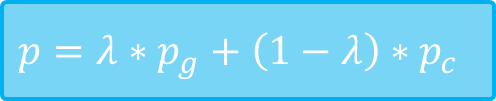 p = λ ∗ p_g + (1 − λ) ∗ p_c